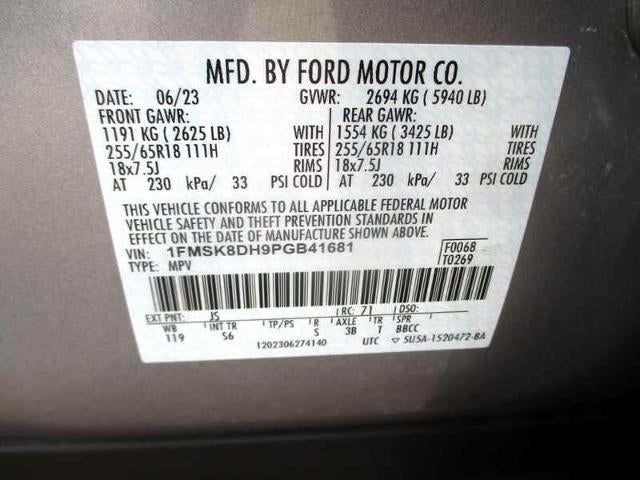 MFD. BY FORD MOTOR CO.
DATE: 06/23 GVWR: 2694 KG ( 5940 LB)
FRONT GAWR: REAR GAWR:
1191 KG ( 2625 LB) WITH 1554 KG ( 3425 LB) WITH
255/65R18 111H TIRES 255/65R18 111H TIRES
18x7.5J RIMS 18x7.5J RIMS
AT 230 kPa/ 33 PSI COLD AT 230 kPa/ 33 PSI COLD
THIS VEHICLE CONFORMS TO ALL APPLICABLE FEDERAL MOTOR
VEHICLE SAFETY AND THEFT PREVENTION STANDARDS IN
EFFECT ON THE DATE OF MANUFACTURE SHOWN ABOVE.
VIN: 1FMSK8DH9PGB41681 F0068
TYPE: MPV T0269
EXT PNT: JS RC: 71 DSO:
WB INT TR TP/PS R AXLE TR SPR
119 S6 S 3B T BBCC
1202306274140 UTC ▽ 5U5A-1520472-BA